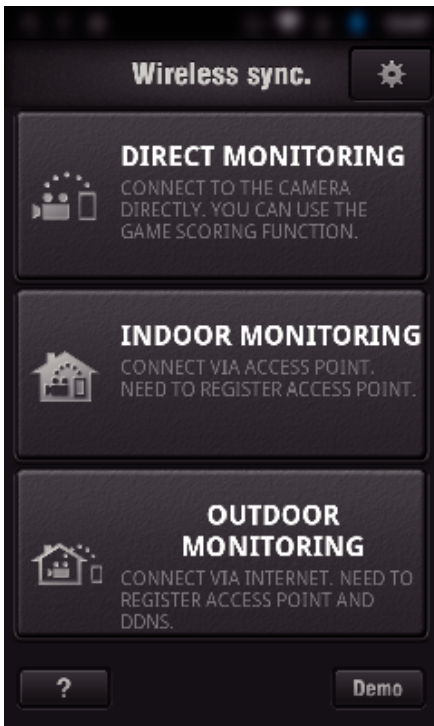 Wireless sync.
DIRECT MONITORING
CONNECT TO THE CAMERA
DIRECTLY. YOU CAN USE THE
GAME SCORING FUNCTION.
INDOOR MONITORING
CONNECT VIA ACCESS POINT.
NEED TO REGISTER ACCESS POINT.
OUTDOOR
MONITORING
CONNECT VIA INTERNET. NEED TO
REGISTER ACCESS POINT AND
DDNS.
?
Demo